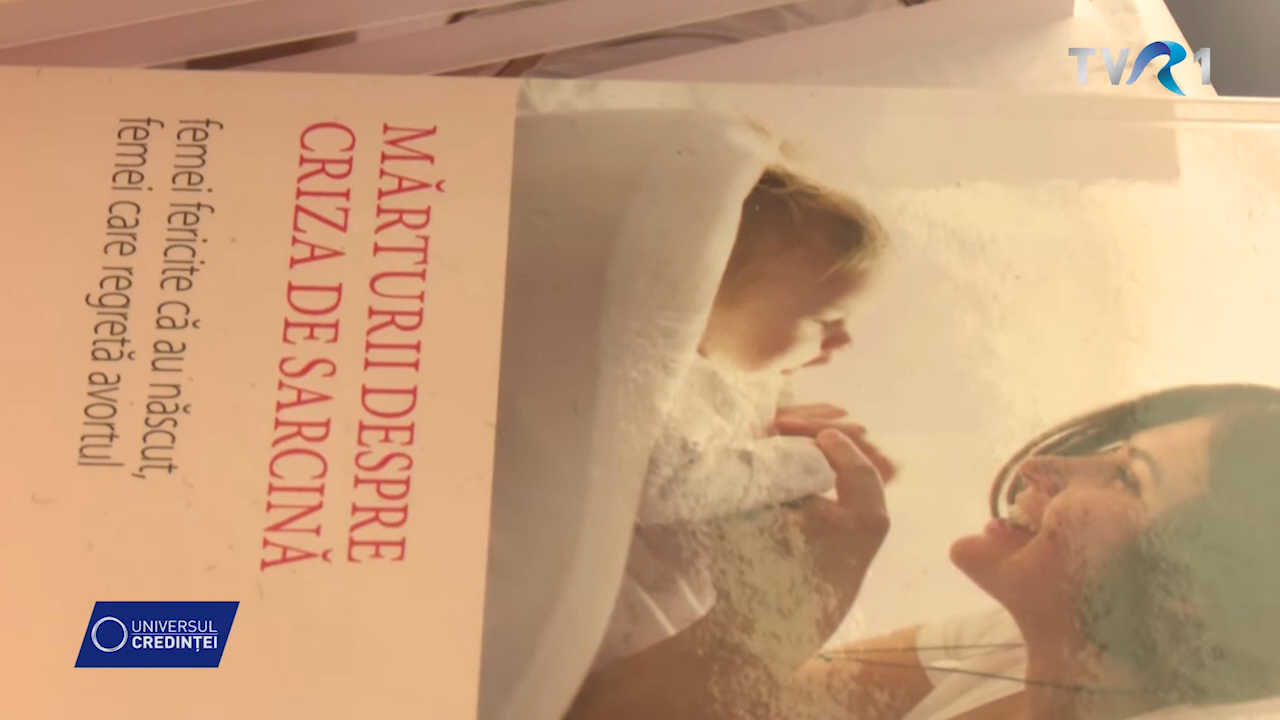 TVR1
MĂRTURII DESPRE
CRIZA DE SARCINĂ
femei fericite că au născut,
femei care regretă avortul
UNIVERSUL
CREDINȚEI